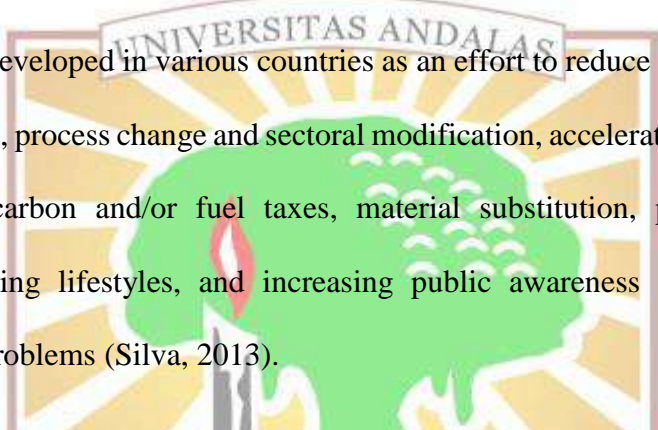 UNIVERSITAS ANDALAS
eveloped in various countries as an effort to reduce
, process change and sectoral modification, accelerat
carbon and/or fuel taxes, material substitution, p
ing lifestyles, and increasing public awareness
roblems (Silva, 2013).